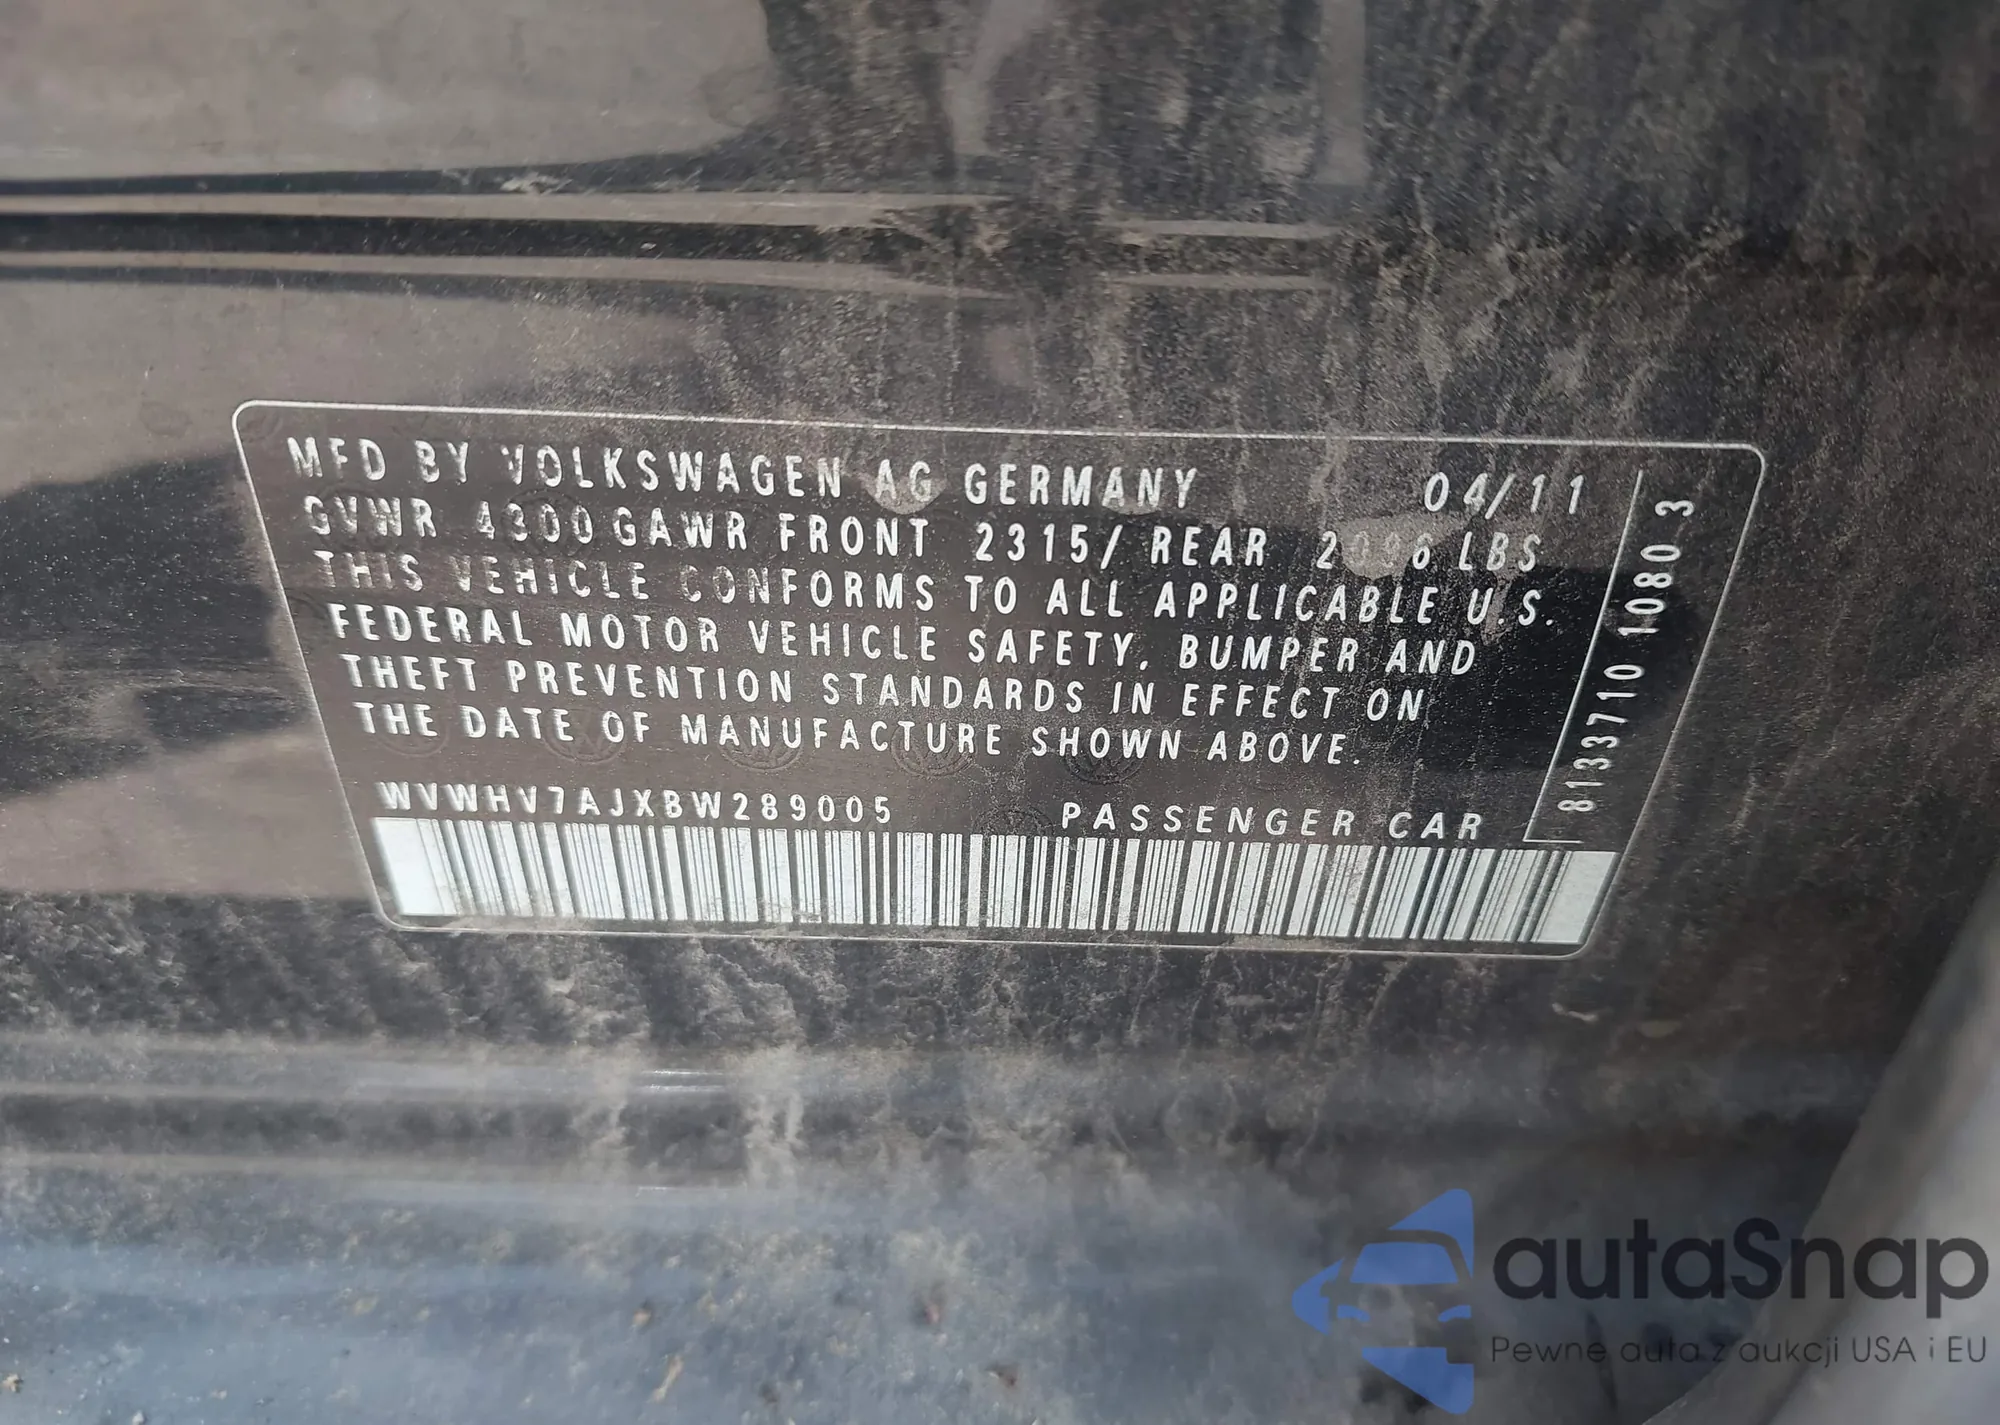 MFD BY VOLKSWAGEN AG GERMANY 04/11
GVWR 4300 GAWR FRONT 2315/ REAR LBS
THIS VEHICLE CONFORMS TO ALL APPLICABLE U.S.
FEDERAL MOTOR VEHICLE SAFETY, BUMPER AND
THEFT PREVENTION STANDARDS IN EFFECT ON
THE DATE OF MANUFACTURE SHOWN ABOVE.
WVWHV7AJXBW289005 PASSENGER CAR
8133710 1080 3
autaSnap
Pewne auta z aukcji USA i EU